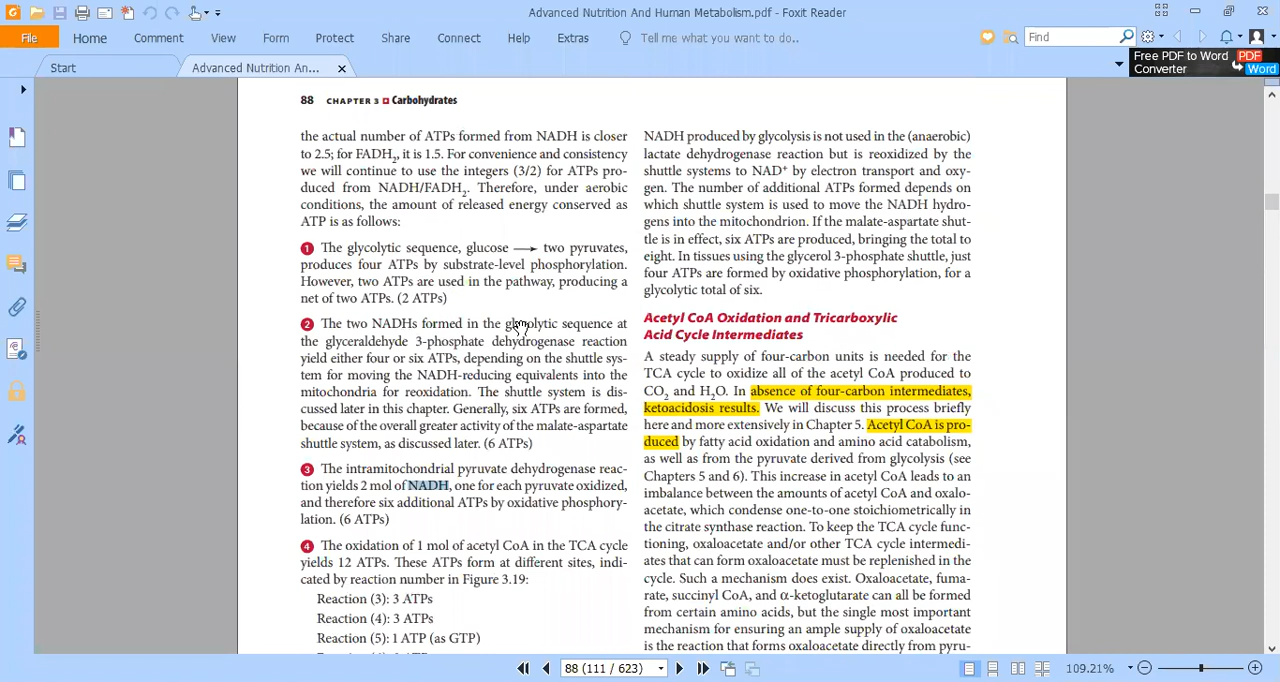 Advanced Nutrition And Human Metabolism.pdf - Foxit Reader
File Home Comment View Form Protect Share Connect Help Extras Tell me what you want to do.. Find
Start Advanced Nutrition An... Free PDF to Word PDF
Converter Word
88 CHAPTER 3 Carbohydrates
the actual number of ATPs formed from NADH is closer
to 2.5; for FADH₂, it is 1.5. For convenience and consistency
we will continue to use the integers (3/2) for ATPs pro-
duced from NADH/FADH₂. Therefore, under aerobic
conditions, the amount of released energy conserved as
ATP is as follows:
1 The glycolytic sequence, glucose → two pyruvates,
produces four ATPs by substrate-level phosphorylation.
However, two ATPs are used in the pathway, producing a
net of two ATPs. (2 ATPs)
2 The two NADHs formed in the glycolytic sequence at
the glyceraldehyde 3-phosphate dehydrogenase reaction
yield either four or six ATPs, depending on the shuttle sys-
tem for moving the NADH-reducing equivalents into the
mitochondria for reoxidation. The shuttle system is dis-
cussed later in this chapter. Generally, six ATPs are formed,
because of the overall greater activity of the malate-aspartate
shuttle system, as discussed later. (6 ATPs)
3 The intramitochondrial pyruvate dehydrogenase reac-
tion yields 2 mol of NADH, one for each pyruvate oxidized,
and therefore six additional ATPs by oxidative phosphory-
lation. (6 ATPs)
4 The oxidation of 1 mol of acetyl CoA in the TCA cycle
yields 12 ATPs. These ATPs form at different sites, indi-
cated by reaction number in Figure 3.19:
Reaction (3): 3 ATPs
Reaction (4): 3 ATPs
Reaction (5): 1 ATP (as GTP)
NADH produced by glycolysis is not used in the (anaerobic)
lactate dehydrogenase reaction but is reoxidized by the
shuttle systems to NAD⁺ by electron transport and oxy-
gen. The number of additional ATPs formed depends on
which shuttle system is used to move the NADH hydro-
gens into the mitochondrion. If the malate-aspartate shut-
tle is in effect, six ATPs are produced, bringing the total to
eight. In tissues using the glycerol 3-phosphate shuttle, just
four ATPs are formed by oxidative phosphorylation, for a
glycolytic total of six.
Acetyl CoA Oxidation and Tricarboxylic
Acid Cycle Intermediates
A steady supply of four-carbon units is needed for the
TCA cycle to oxidize all of the acetyl CoA produced to
CO₂ and H₂O. In absence of four-carbon intermediates,
ketoacidosis results. We will discuss this process briefly
here and more extensively in Chapter 5. Acetyl CoA is pro-
duced by fatty acid oxidation and amino acid catabolism,
as well as from the pyruvate derived from glycolysis (see
Chapters 5 and 6). This increase in acetyl CoA leads to an
imbalance between the amounts of acetyl CoA and oxalo-
acetate, which condense one-to-one stoichiometrically in
the citrate synthase reaction. To keep the TCA cycle func-
tioning, oxaloacetate and/or other TCA cycle intermedi-
ates that can form oxaloacetate must be replenished in the
cycle. Such a mechanism does exist. Oxaloacetate, fuma-
rate, succinyl CoA, and α-ketoglutarate can all be formed
from certain amino acids, but the single most important
mechanism for ensuring an ample supply of oxaloacetate
is the reaction that forms oxaloacetate directly from pyru-
88 (111 / 623) 109.21%